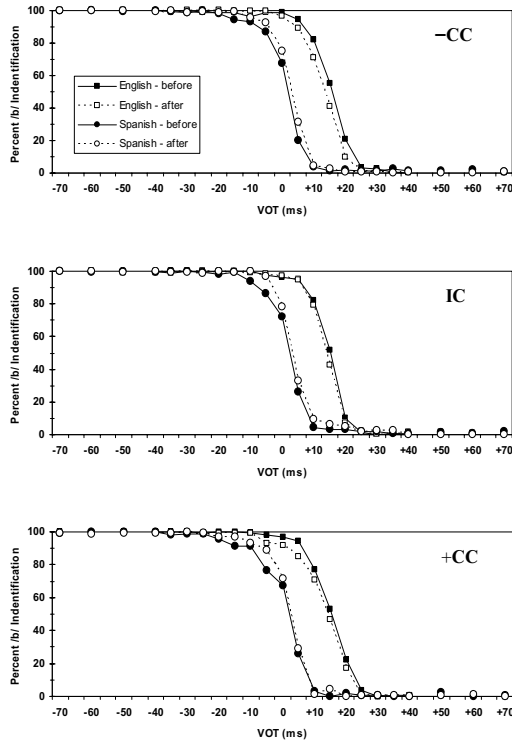 −CC
Percent /b/ Indentification
100
80
60
40
20
0
English - before
English - after
Spanish - before
Spanish - after
-70 -60 -50 -40 -30 -20 -10 0 +10 +20 +30 +40 +50 +60 +70
VOT (ms)
IC
Percent /b/ Indentification
100
80
60
40
20
0
-70 -60 -50 -40 -30 -20 -10 0 +10 +20 +30 +40 +50 +60 +70
VOT (ms)
+CC
Percent /b/ Indentification
100
80
60
40
20
0
-70 -60 -50 -40 -30 -20 -10 0 +10 +20 +30 +40 +50 +60 +70
VOT (ms)